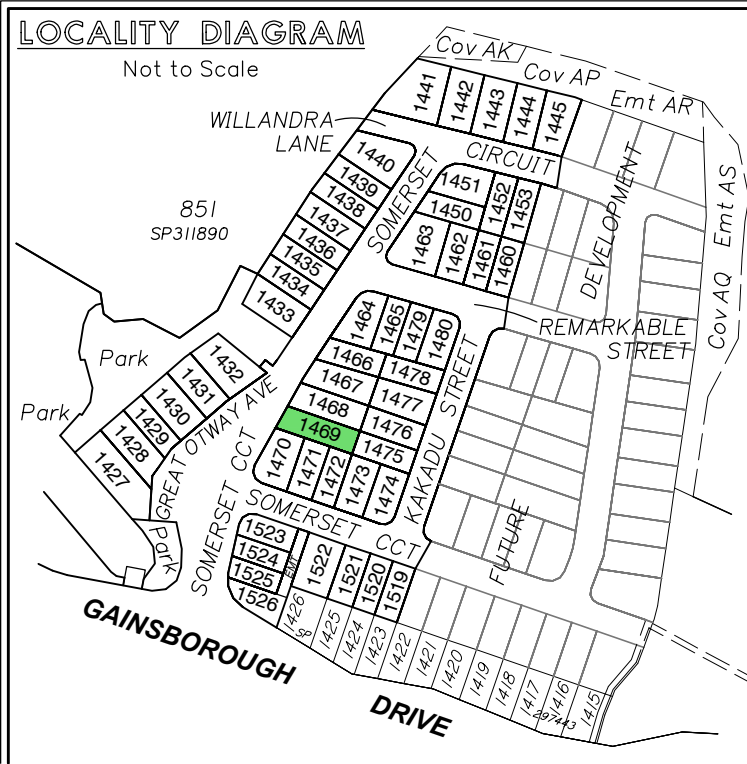 LOCALITY DIAGRAM
Not to Scale
Cov AK
Cov AP
Emt AR
Emt AS
Cov AQ
WILLANDRA
LANE
1441
1442
1443
1444
1445
SOMERSET
CIRCUIT
1440
1439
1438
1437
1436
1435
1434
1433
851
SP311890
1451
1452
1453
1450
1463
1462
1461
1460
DEVELOPMENT
REMARKABLE
STREET
1464
1465
1479
1480
1466
1478
1467
1477
1468
1476
1469
1475
1470
1471
1472
1473
1474
KAKADU STREET
Park
Park
1432
1431
1430
1429
1428
1427
GREAT OTWAY AVE
SOMERSET CCT
SOMERSET CCT
Park
FUTURE
1523
1524
1525
1526
EMT
1522
1521
1520
1519
1426
SP
1425
1424
1423
1422
1421
1420
1419
1418
1417
1416
1415
297443
GAINSBOROUGH
DRIVE